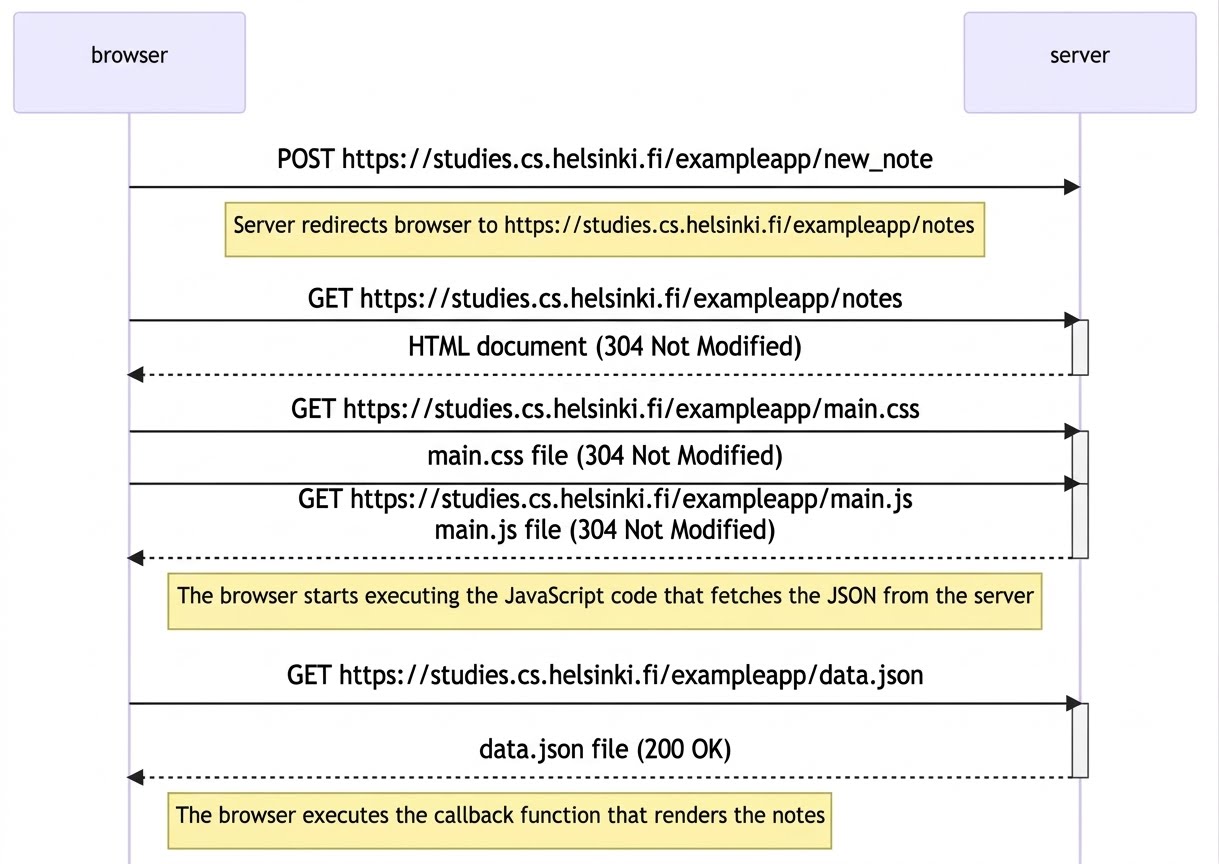 browser
server
POST https://studies.cs.helsinki.fi/exampleapp/new_note
Server redirects browser to https://studies.cs.helsinki.fi/exampleapp/notes
GET https://studies.cs.helsinki.fi/exampleapp/notes
HTML document (304 Not Modified)
GET https://studies.cs.helsinki.fi/exampleapp/main.css
main.css file (304 Not Modified)
GET https://studies.cs.helsinki.fi/exampleapp/main.js
main.js file (304 Not Modified)
The browser starts executing the JavaScript code that fetches the JSON from the server
GET https://studies.cs.helsinki.fi/exampleapp/data.json
data.json file (200 OK)
The browser executes the callback function that renders the notes